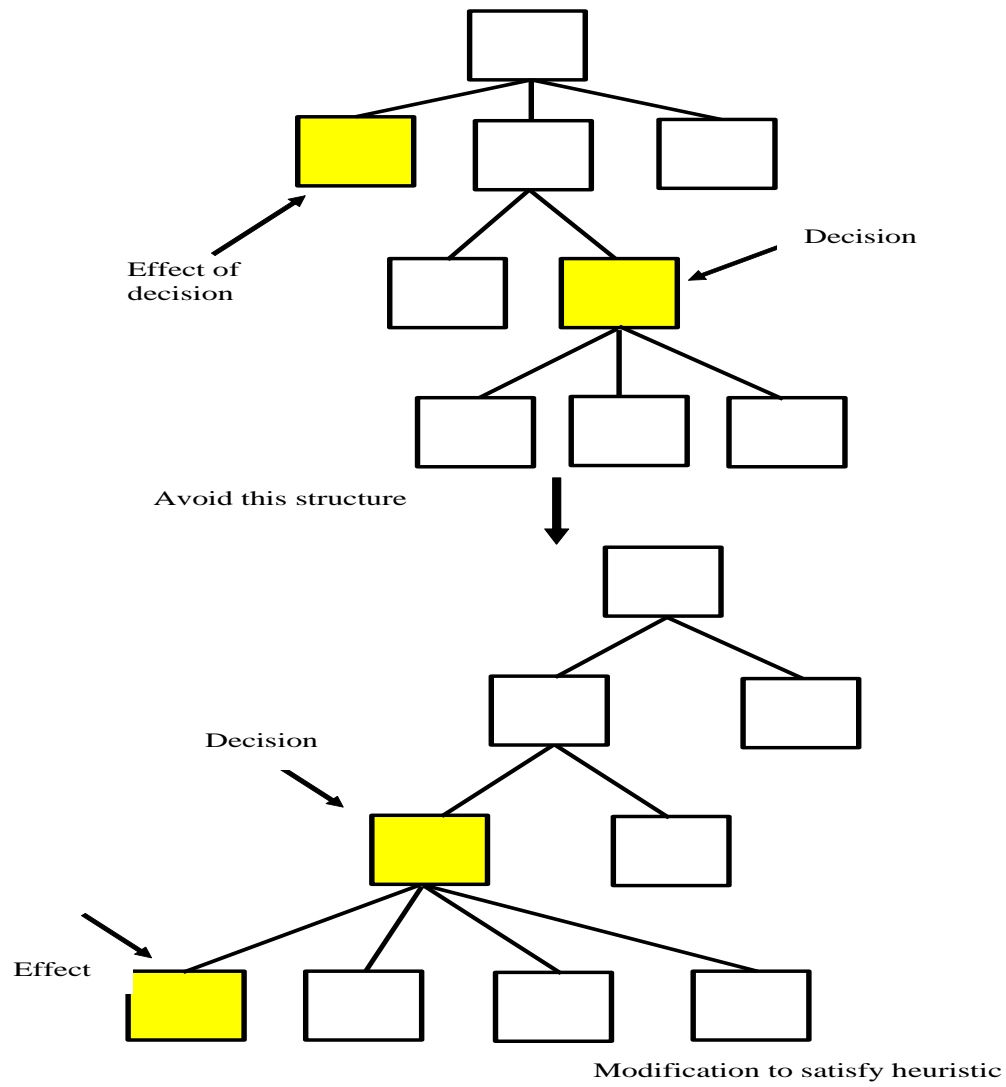 Decision
Effect of
decision
Avoid this structure
Decision
Effect
Modification to satisfy heuristic